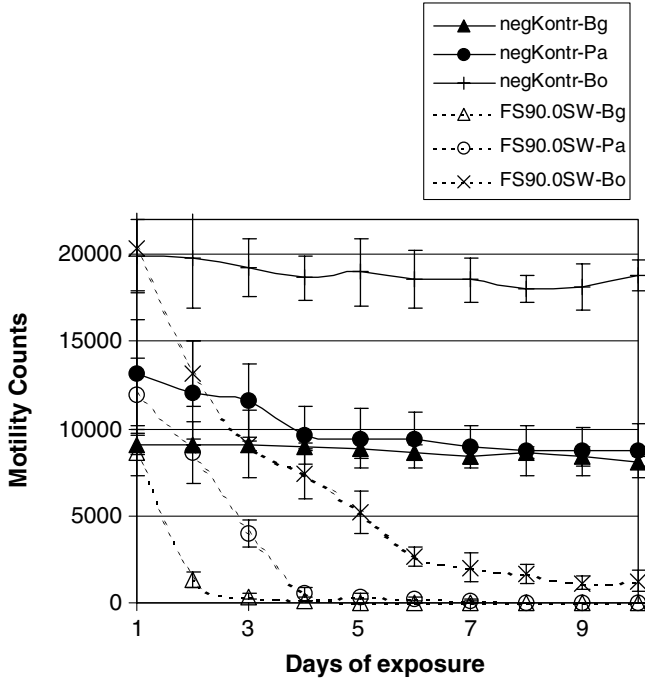 negKontr-Bg
negKontr-Pa
negKontr-Bo
FS90.0SW-Bg
FS90.0SW-Pa
FS90.0SW-Bo
20000
15000
10000
5000
0
Motility Counts
1 3 5 7 9
Days of exposure